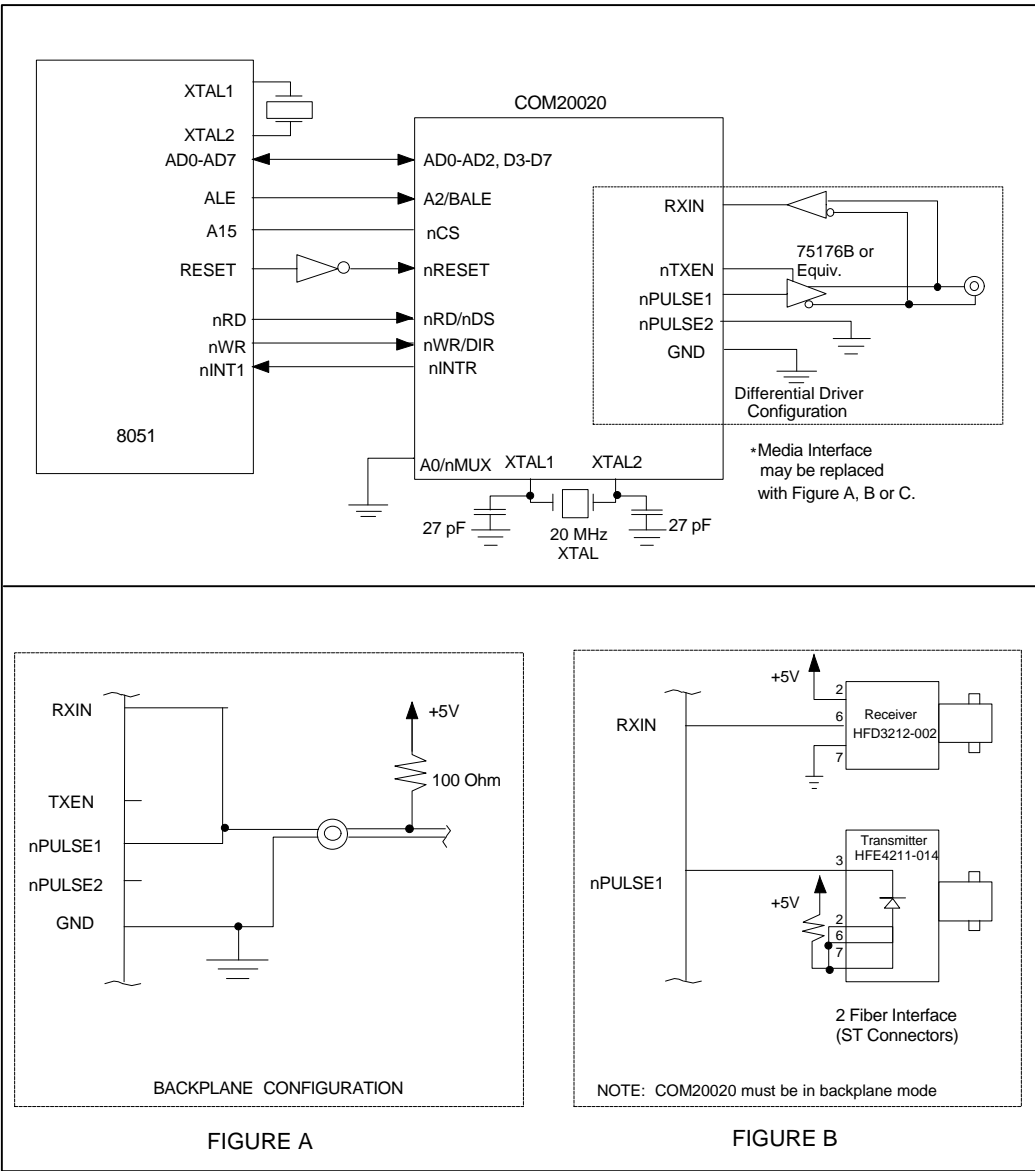 XTAL1
XTAL2
AD0-AD7
ALE
A15
RESET
nRD
nWR
nINT1
8051
COM20020
AD0-AD2, D3-D7
A2/BALE
nCS
nRESET
nRD/nDS
nWR/DIR
nINTR
A0/nMUX
XTAL1
XTAL2
27 pF
20 MHz
XTAL
27 pF
RXIN
nTXEN
nPULSE1
nPULSE2
GND
75176B or
Equiv.
Differential Driver
Configuration
*Media Interface
may be replaced
with Figure A, B or C.
RXIN
TXEN
nPULSE1
nPULSE2
GND
+5V
100 Ohm
BACKPLANE CONFIGURATION
FIGURE A
RXIN
nPULSE1
+5V
2
6
7
Receiver
HFD3212-002
Transmitter
HFE4211-014
3
+5V
2
6
7
2 Fiber Interface
(ST Connectors)
NOTE: COM20020 must be in backplane mode
FIGURE B